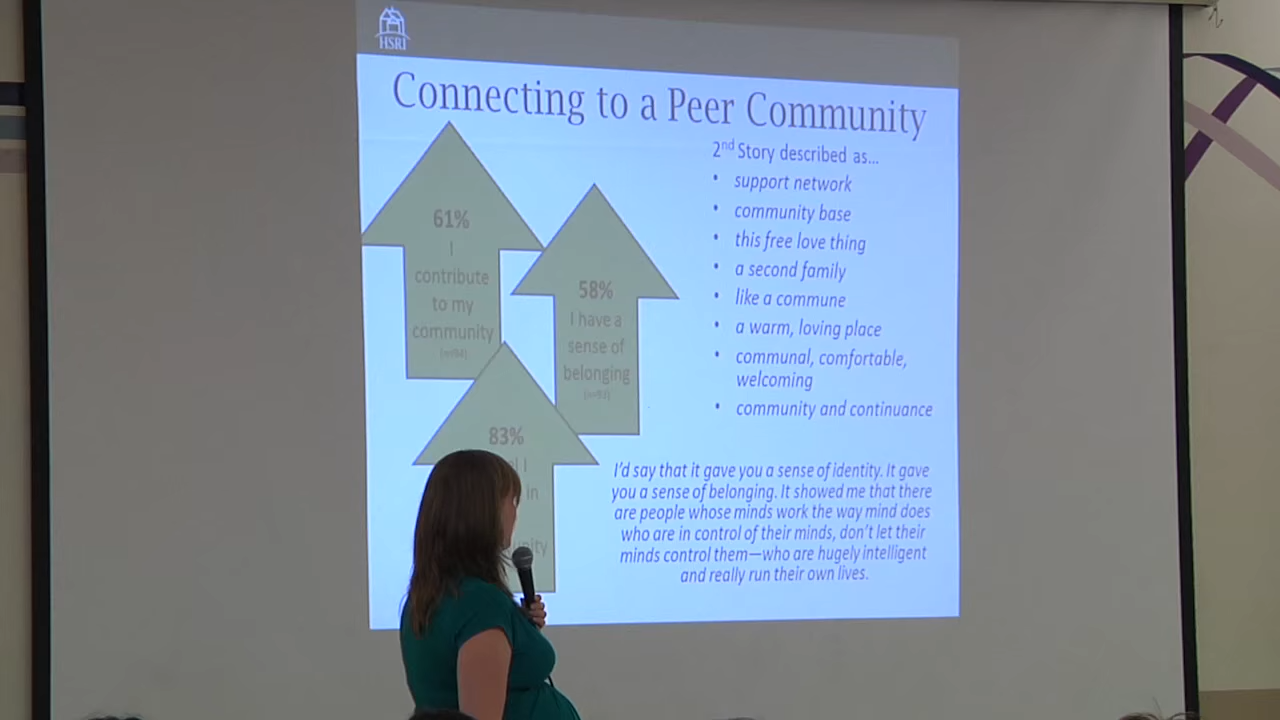 HSRI
Connecting to a Peer Community
61%
I
contribute
to my
community
(n=94)
58%
I have a
sense of
belonging
(n=93)
83%
I
in
2nd Story described as…
• support network
• community base
• this free love thing
• a second family
• like a commune
• a warm, loving place
• communal, comfortable,
welcoming
• community and continuance
I'd say that it gave you a sense of identity. It gave
you a sense of belonging. It showed me that there
are people whose minds work the way mind does
who are in control of their minds, don't let their
minds control them—who are hugely intelligent
and really run their own lives.